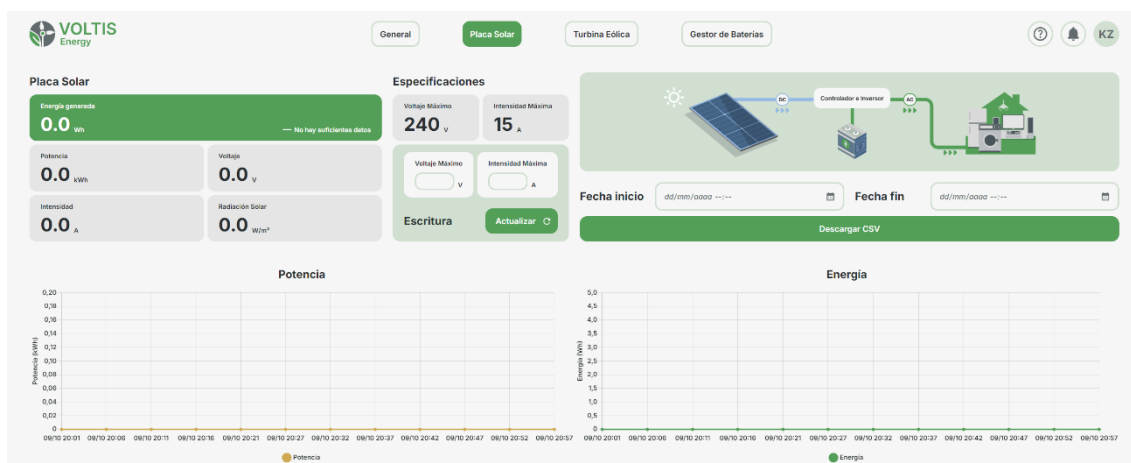 VOLTIS
Energy
General
Placa Solar
Turbina Eólica
Gestor de Baterías
KZ
Placa Solar
Energía generada
0.0 Wh
— No hay suficientes datos
Potencia
0.0 kWh
Voltaje
0.0 V
Intensidad
0.0 A
Radiación Solar
0.0 W/m²
Especificaciones
Voltaje Máximo
240 V
Intensidad Máxima
15 A
Voltaje Máximo
V
Intensidad Máxima
A
Escritura
Actualizar
DC
Controlador e Inversor
AC
Fecha inicio
dd/mm/aaaa --:--
Fecha fin
dd/mm/aaaa --:--
Descargar CSV
Potencia
Potencia (kWh)
0,20
0,18
0,16
0,14
0,12
0,10
0,08
0,06
0,04
0,02
0
09/10 20:01 09/10 20:06 09/10 20:11 09/10 20:16 09/10 20:21 09/10 20:27 09/10 20:32 09/10 20:37 09/10 20:42 09/10 20:47 09/10 20:52 09/10 20:57
Potencia
Energía
Energía (Wh)
5,0
4,5
4,0
3,5
3,0
2,5
2,0
1,5
1,0
0,5
0
09/10 20:01 09/10 20:06 09/10 20:11 09/10 20:16 09/10 20:21 09/10 20:27 09/10 20:32 09/10 20:37 09/10 20:42 09/10 20:47 09/10 20:52 09/10 20:57
Energía